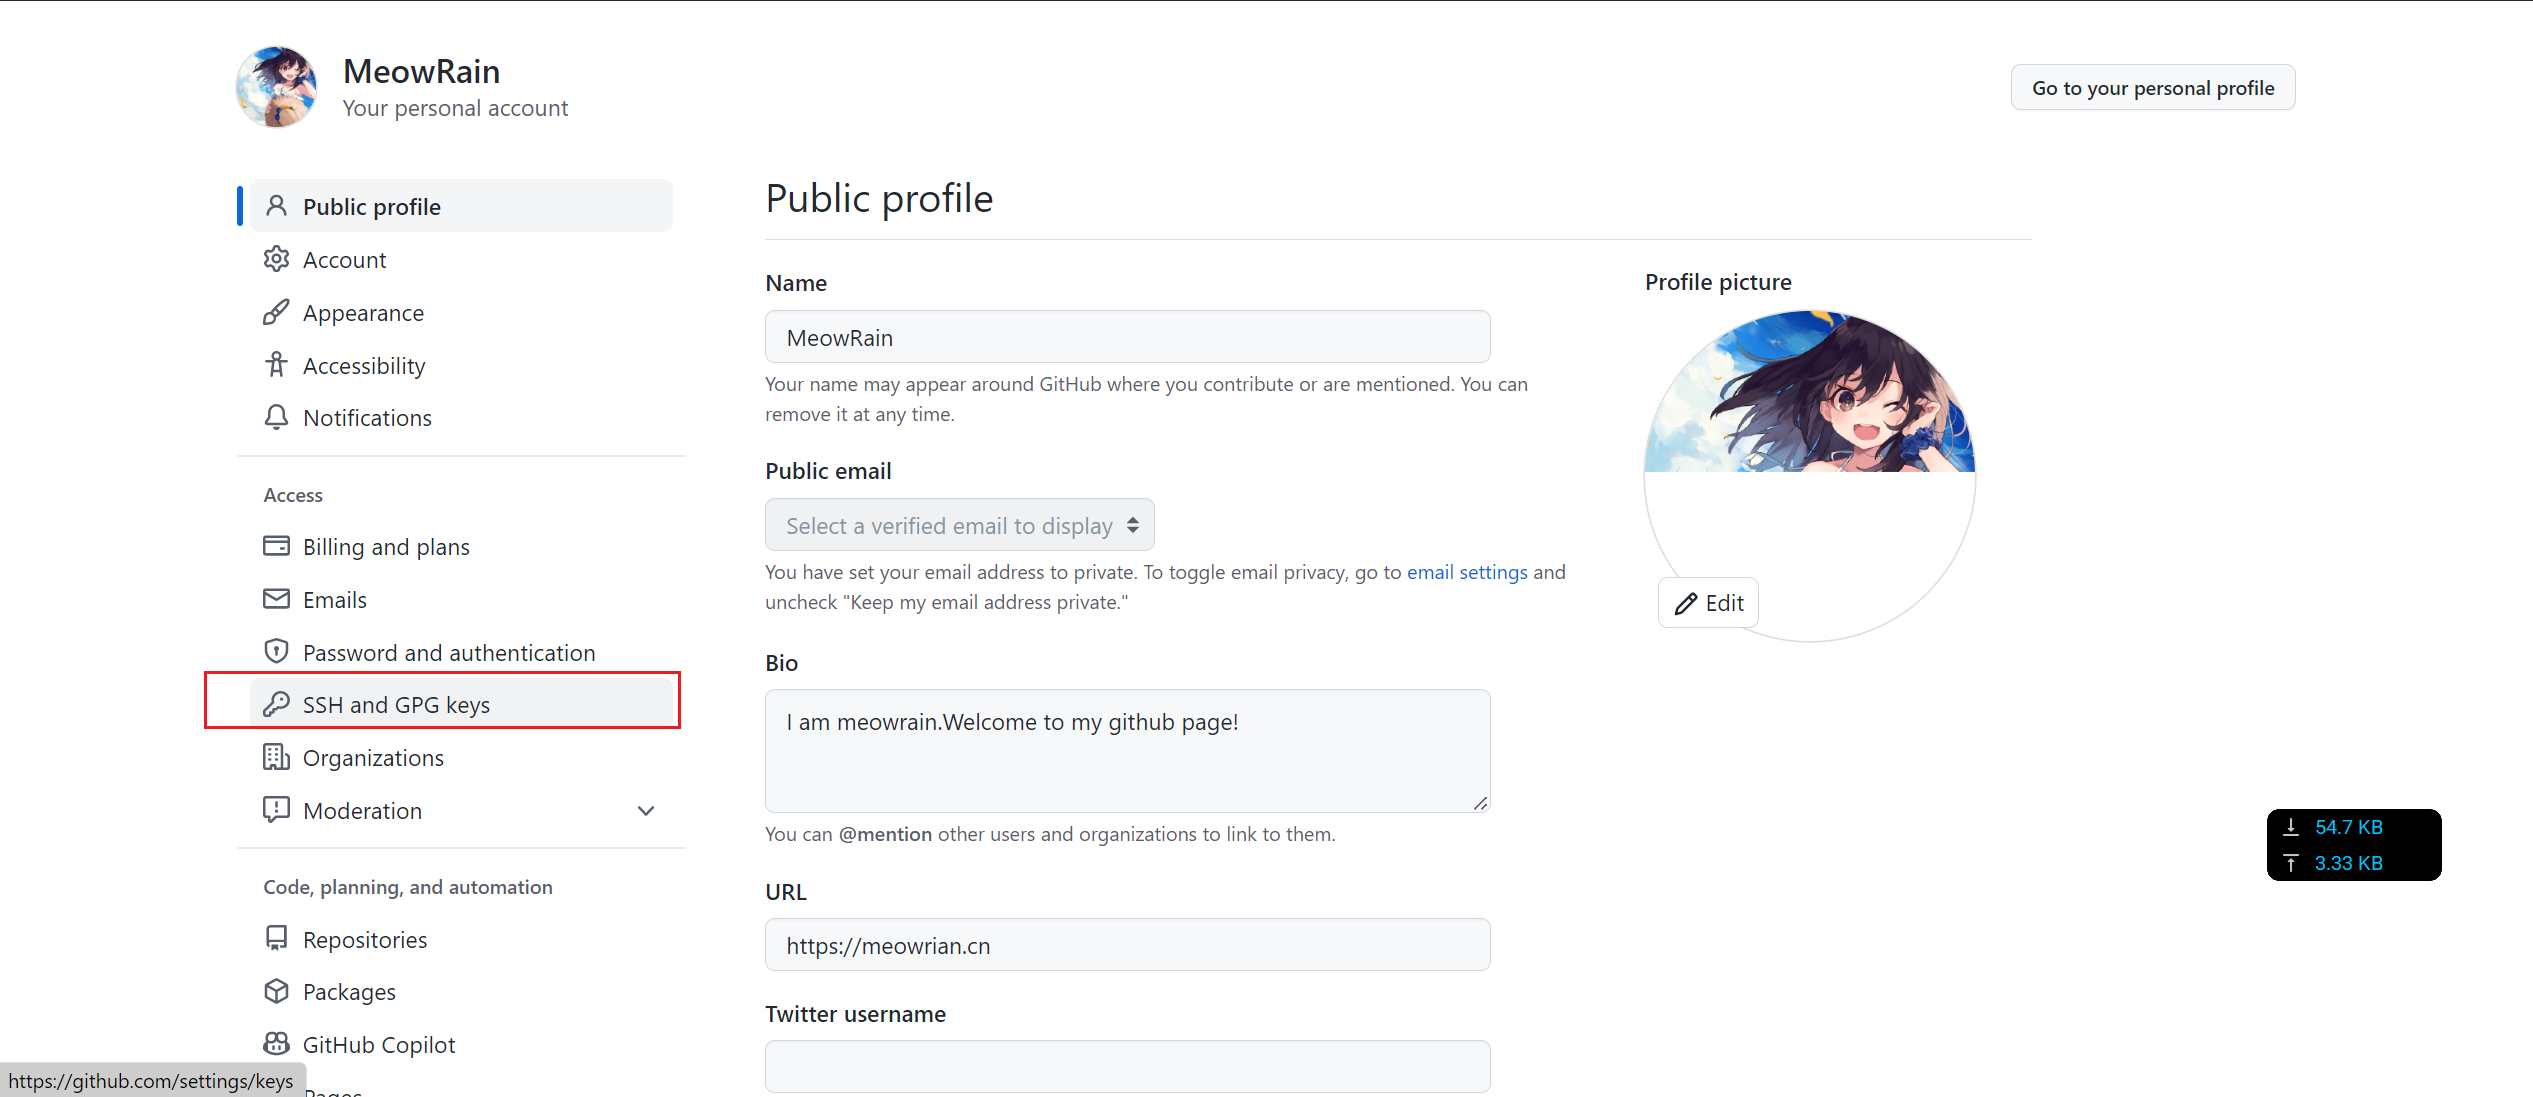 MeowRain
Your personal account
Go to your personal profile
Public profile
Account
Appearance
Accessibility
Notifications
Access
Billing and plans
Emails
Password and authentication
SSH and GPG keys
Organizations
Moderation
Code, planning, and automation
Repositories
Packages
GitHub Copilot
Pages
https://github.com/settings/keys
Public profile
Name
MeowRain
Your name may appear around GitHub where you contribute or are mentioned. You can
remove it at any time.
Public email
Select a verified email to display
You have set your email address to private. To toggle email privacy, go to email settings and
uncheck "Keep my email address private."
Bio
I am meowrain.Welcome to my github page!
You can @mention other users and organizations to link to them.
URL
https://meowrian.cn
Twitter username
Profile picture
Edit
54.7 KB
3.33 KB